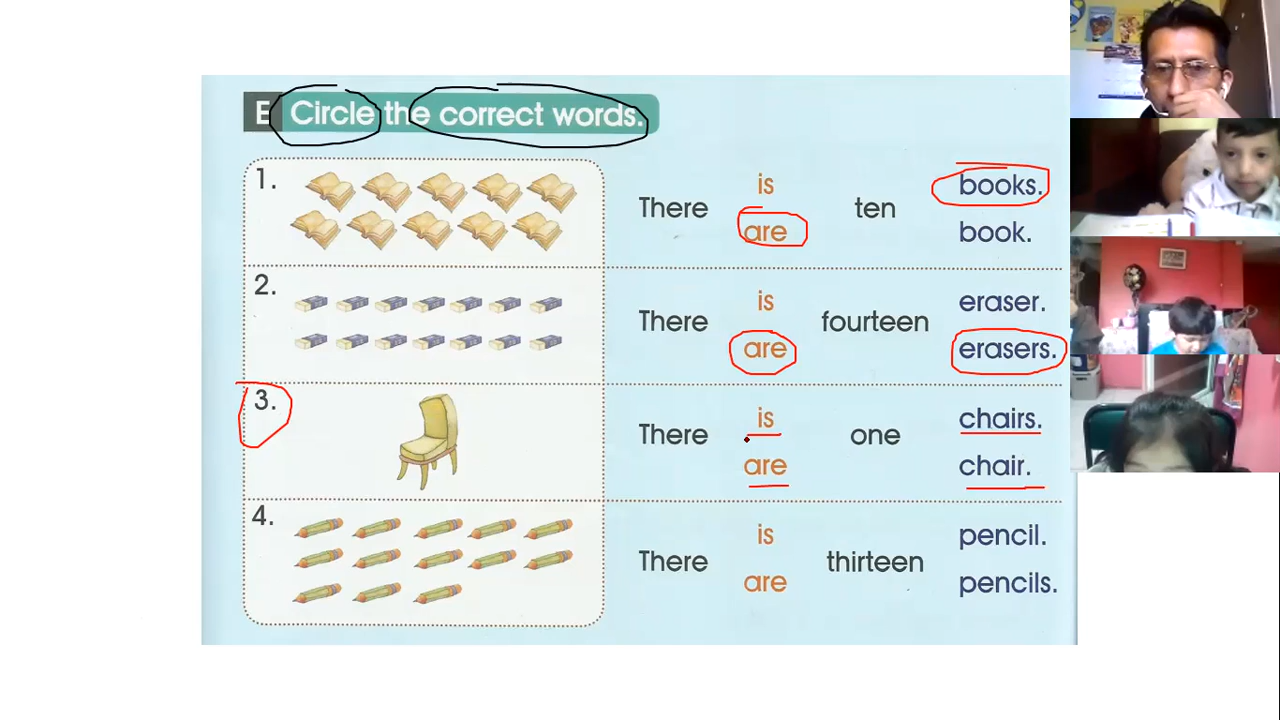 E Circle the correct words.
1.
There is are ten books. book.
2.
There is are fourteen eraser. erasers.
3.
There is are one chairs. chair.
4.
There is are thirteen pencil. pencils.